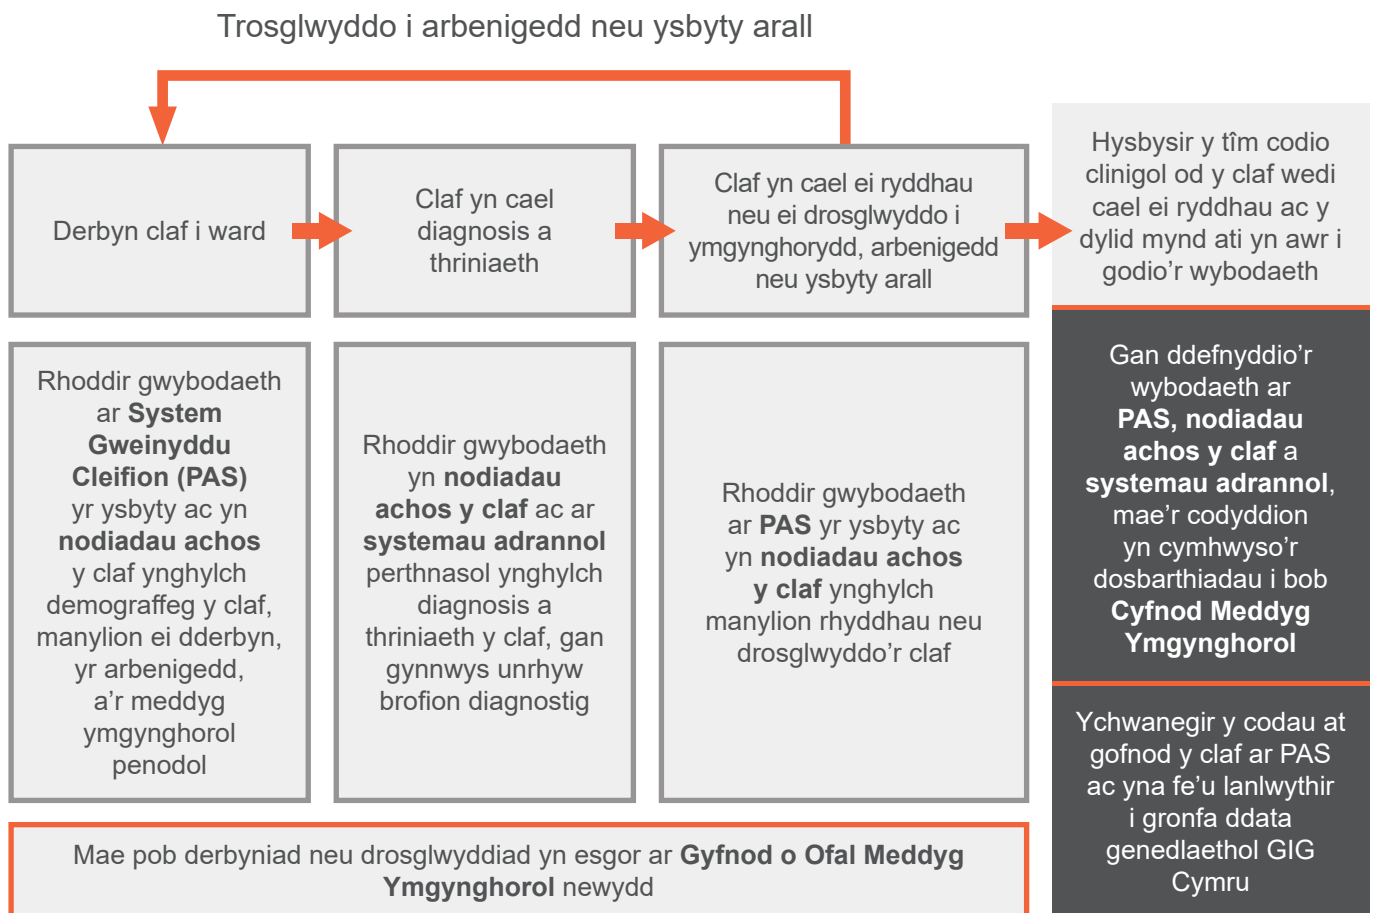 Trosglwyddo i arbenigedd neu ysbyty arall
Derbyn claf i ward
Claf yn cael
diagnosis a
thriniaeth
Claf yn cael ei ryddhau
neu ei drosglwyddo i
ymgynghorydd, arbenigedd
neu ysbyty arall
Hysbysir y tîm codio
clinigol od y claf wedi
cael ei ryddhau ac y
dylid mynd ati yn awr i
godio’r wybodaeth
Rhoddir gwybodaeth
ar System
Gweinyddu
Cleifion (PAS)
yr ysbyty ac yn
nodiadau achos
y claf ynghylch
demograffeg y claf,
manylion ei dderbyn,
yr arbenigedd,
a’r meddyg
ymgynghorol
penodol
Rhoddir gwybodaeth
yn nodiadau
achos y claf ac ar
systemau adrannol
perthnasol ynghylch
diagnosis a
thriniaeth y claf, gan
gynnwys unrhyw
brofion diagnostig
Rhoddir gwybodaeth
ar PAS yr ysbyty ac
yn nodiadau achos
y claf ynghylch
manylion rhyddhau neu
drosglwyddo’r claf
Gan ddefnyddio’r
wybodaeth ar
PAS, nodiadau
achos y claf a
systemau adrannol,
mae’r codyddion
yn cymhwyso’r
dosbarthiadau i bob
Cyfnod Meddyg
Ymgynghorol
Ychwanegir y codau at
gofnod y claf ar PAS
ac yna fe’u lanlwythir
i gronfa ddata
genedlaethol GIG
Cymru
Mae pob derbyniad neu drosglwyddiad yn esgor ar Gyfnod o Ofal Meddyg
Ymgynghorol newydd